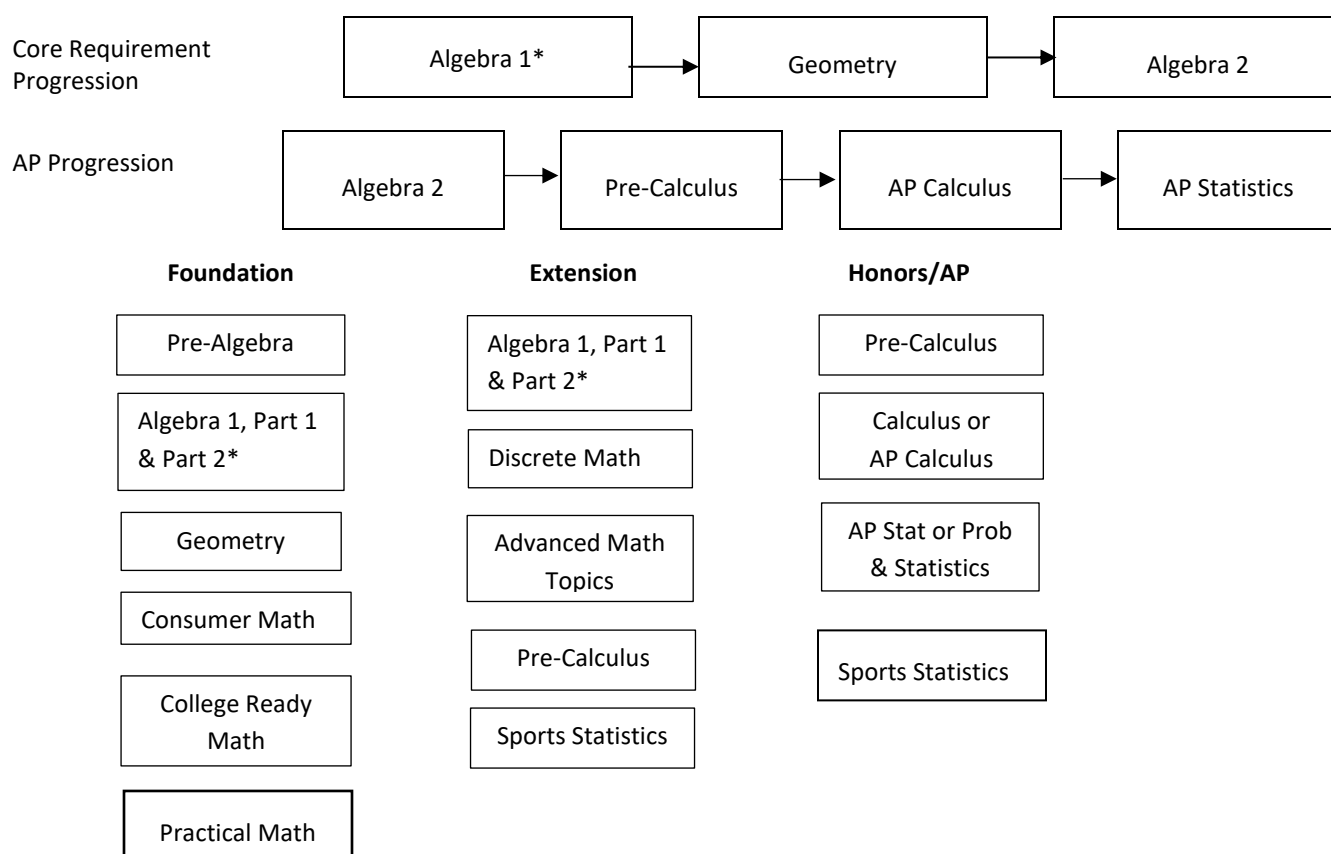 Core Requirement
Progression
Algebra 1*
Geometry
Algebra 2
AP Progression
Algebra 2
Pre-Calculus
AP Calculus
AP Statistics
Foundation
Extension
Honors/AP
Pre-Algebra
Algebra 1, Part 1
& Part 2*
Geometry
Consumer Math
College Ready
Math
Practical Math
Algebra 1, Part 1
& Part 2*
Discrete Math
Advanced Math
Topics
Pre-Calculus
Sports Statistics
Pre-Calculus
Calculus or
AP Calculus
AP Stat or Prob
& Statistics
Sports Statistics